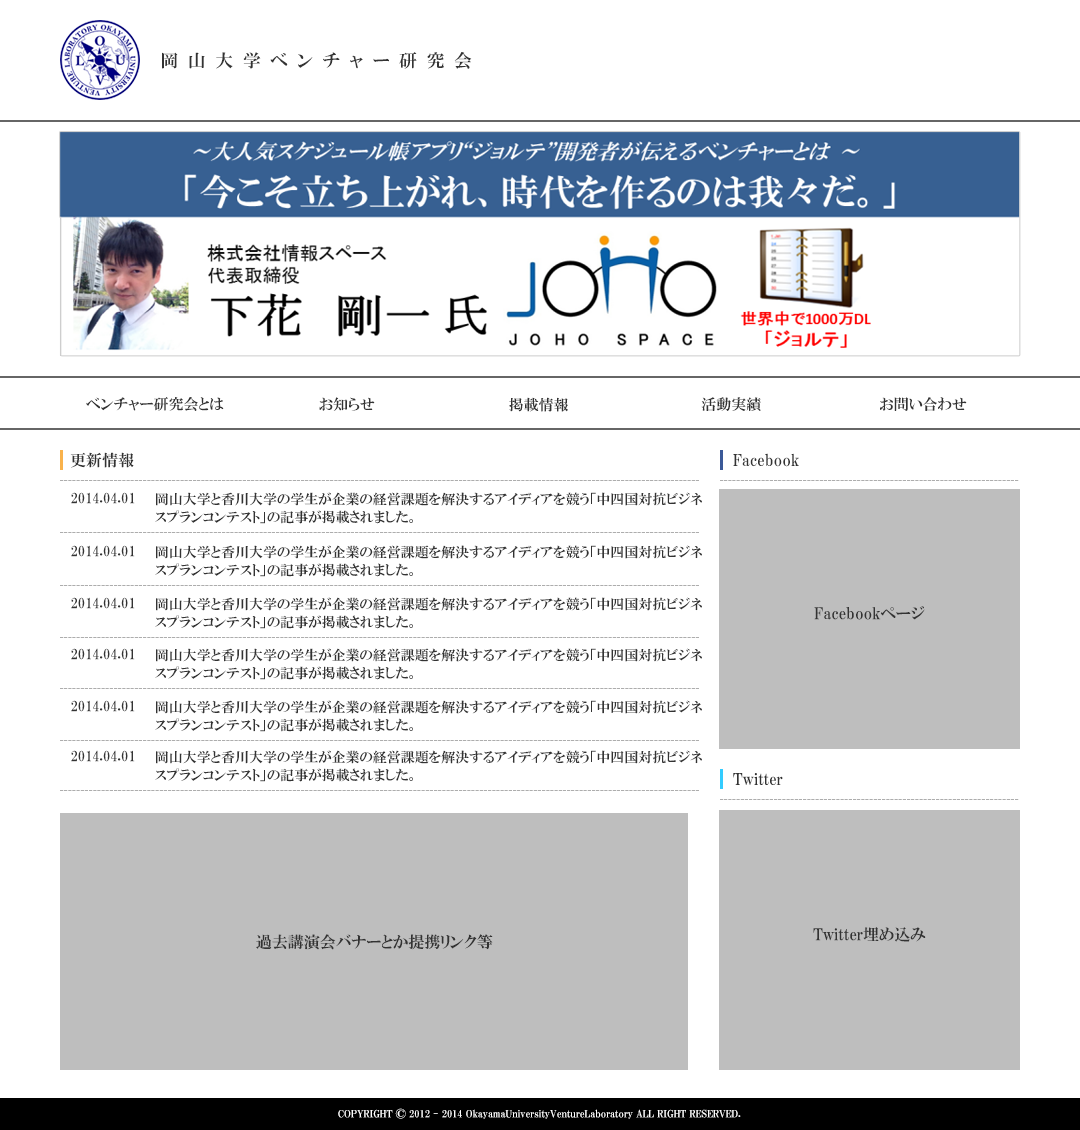 VENTURE LABORATORY OKAYAMA UNIVERSITY
O
L U
V
岡山大学ベンチャー研究会
～大人気スケジュール帳アプリ“ジョルテ”開発者が伝えるベンチャーとは ～
「今こそ立ち上がれ、時代を作るのは我々だ。」
株式会社情報スペース
代表取締役
下花 剛一 氏
JOHO
JOHO SPACE
世界中で1000万DL
「ジョルテ」
ベンチャー研究会とは お知らせ 掲載情報 活動実績 お問い合わせ
更新情報
2014.04.01 岡山大学と香川大学の学生が企業の経営課題を解決するアイディアを競う「中四国対抗ビジネ
スプランコンテスト」の記事が掲載されました。
2014.04.01 岡山大学と香川大学の学生が企業の経営課題を解決するアイディアを競う「中四国対抗ビジネ
スプランコンテスト」の記事が掲載されました。
2014.04.01 岡山大学と香川大学の学生が企業の経営課題を解決するアイディアを競う「中四国対抗ビジネ
スプランコンテスト」の記事が掲載されました。
2014.04.01 岡山大学と香川大学の学生が企業の経営課題を解決するアイディアを競う「中四国対抗ビジネ
スプランコンテスト」の記事が掲載されました。
2014.04.01 岡山大学と香川大学の学生が企業の経営課題を解決するアイディアを競う「中四国対抗ビジネ
スプランコンテスト」の記事が掲載されました。
2014.04.01 岡山大学と香川大学の学生が企業の経営課題を解決するアイディアを競う「中四国対抗ビジネ
スプランコンテスト」の記事が掲載されました。
過去講演会バナーとか提携リンク等
Facebook
Facebookページ
Twitter
Twitter埋め込み
COPYRIGHT © 2012 - 2014 OkayamaUniversityVentureLaboratory ALL RIGHT RESERVED.